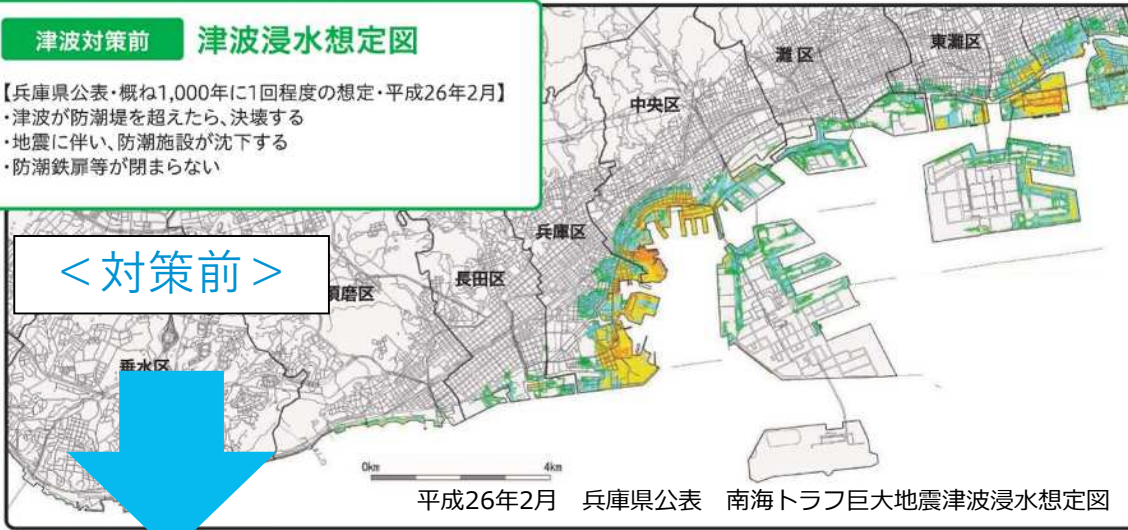 津波対策前 津波浸水想定図
【兵庫県公表・概ね1,000年に1回程度の想定・平成26年2月】
・津波が防潮堤を超えたら、決壊する
・地震に伴い、防潮施設が沈下する
・防潮鉄扉等が閉まらない
東灘区
灘区
中央区
兵庫区
＜対策前＞
長田区
須磨区
垂水区
0km 4km
平成26年2月　兵庫県公表　南海トラフ巨大地震津波浸水想定図